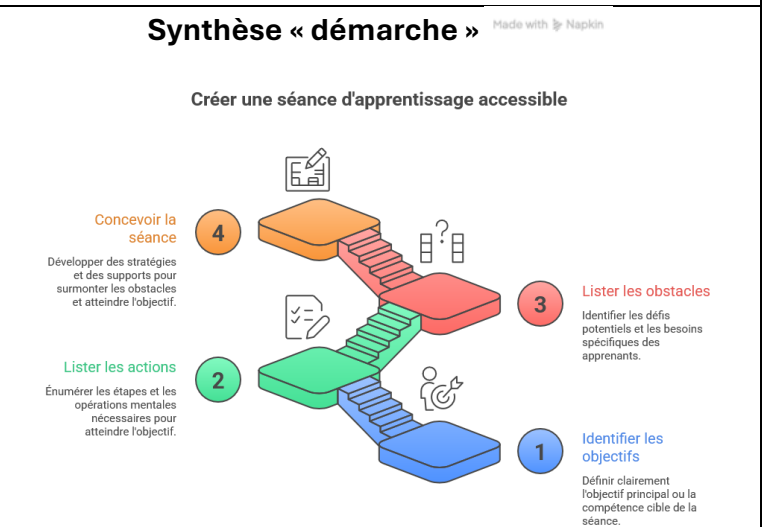 Synthèse « démarche »
Made with Napkin
Créer une séance d'apprentissage accessible
Concevoir la
séance
4
Développer des stratégies
et des supports pour
surmonter les obstacles
et atteindre l'objectif.
?
3
Lister les obstacles
Identifier les défis
potentiels et les besoins
spécifiques des
apprenants.
Lister les actions
2
Énumérer les étapes et les
opérations mentales
nécessaires pour
atteindre l'objectif.
1
Identifier les
objectifs
Définir clairement
l'objectif principal ou la
compétence cible de la
séance.